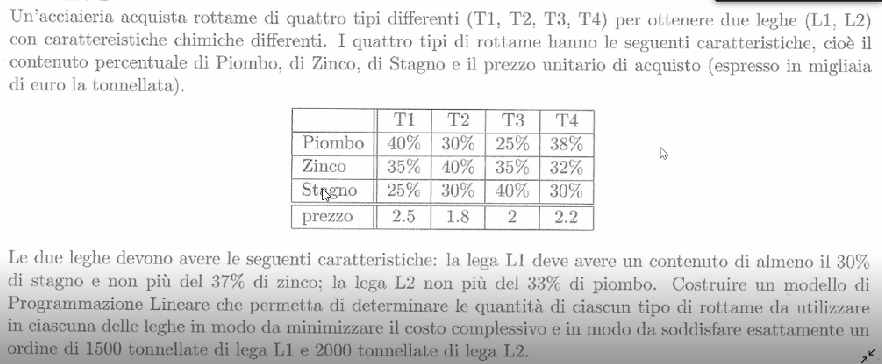 Un'acciaieria acquista rottame di quattro tipi differenti (T1, T2, T3, T4) per ottenere due leghe (L1, L2)
con carattereistiche chimiche differenti. I quattro tipi di rottame hanno le seguenti caratteristiche, cioè il
contenuto percentuale di Piombo, di Zinco, di Stagno e il prezzo unitario di acquisto (espresso in migliaia
di euro la tonnellata).
T1 T2 T3 T4
Piombo 40% 30% 25% 38%
Zinco 35% 40% 35% 32%
Stagno 25% 30% 40% 30%
prezzo 2.5 1.8 2 2.2
Le due leghe devono avere le seguenti caratteristiche: la lega L1 deve avere un contenuto di almeno il 30%
di stagno e non più del 37% di zinco; la lega L2 non più del 33% di piombo. Costruire un modello di
Programmazione Lineare che permetta di determinare le quantità di ciascun tipo di rottame da utilizzare
in ciascuna delle leghe in modo da minimizzare il costo complessivo e in modo da soddisfare esattamente un
ordine di 1500 tonnellate di lega L1 e 2000 tonnellate di lega L2.